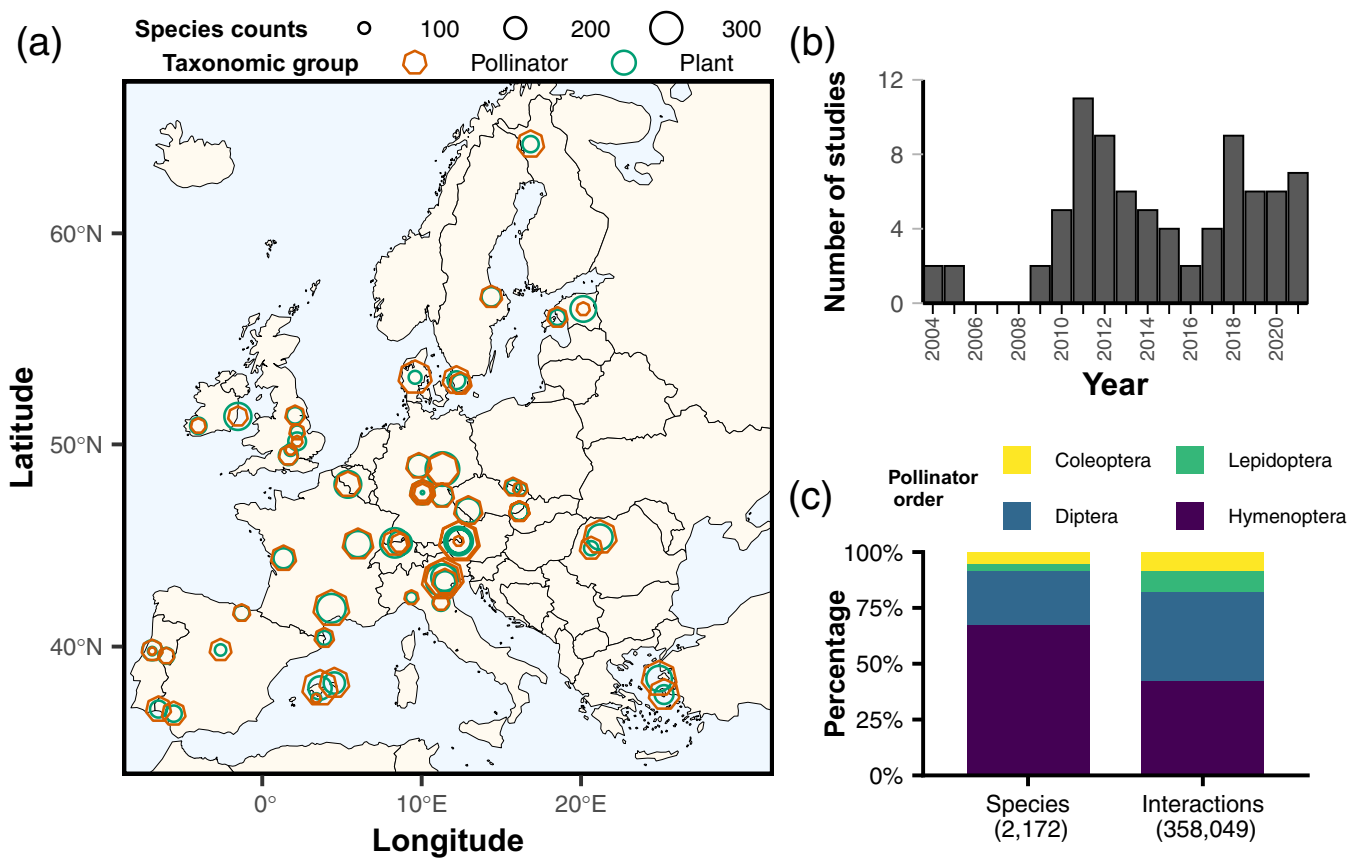 (a)
Species counts 100 200 300
Taxonomic group Pollinator Plant
60°N
50°N
40°N
Latitude
0° 10°E 20°E
Longitude
(b)
12
8
4
0
Number of studies
2004 2006 2008 2010 2012 2014 2016 2018 2020
Year
(c)
Pollinator
order
Coleoptera Lepidoptera
Diptera Hymenoptera
100%
75%
50%
25%
0%
Percentage
Species Interactions
(2,172) (358,049)